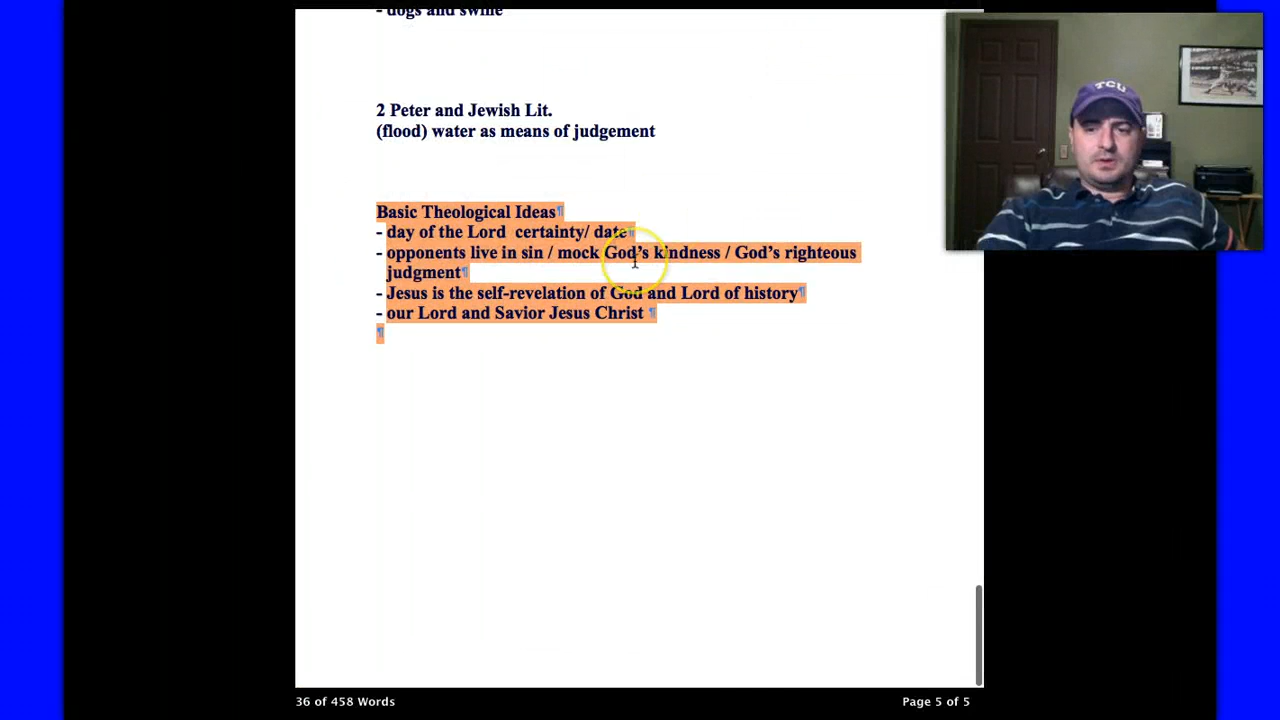 - dogs and swine
2 Peter and Jewish Lit.
(flood) water as means of judgement
Basic Theological Ideas
- day of the Lord  certainty/ date
- opponents live in sin / mock God's kindness / God's righteous
judgment
- Jesus is the self-revelation of God and Lord of history
- our Lord and Savior Jesus Christ
36 of 458 Words
Page 5 of 5
TCU